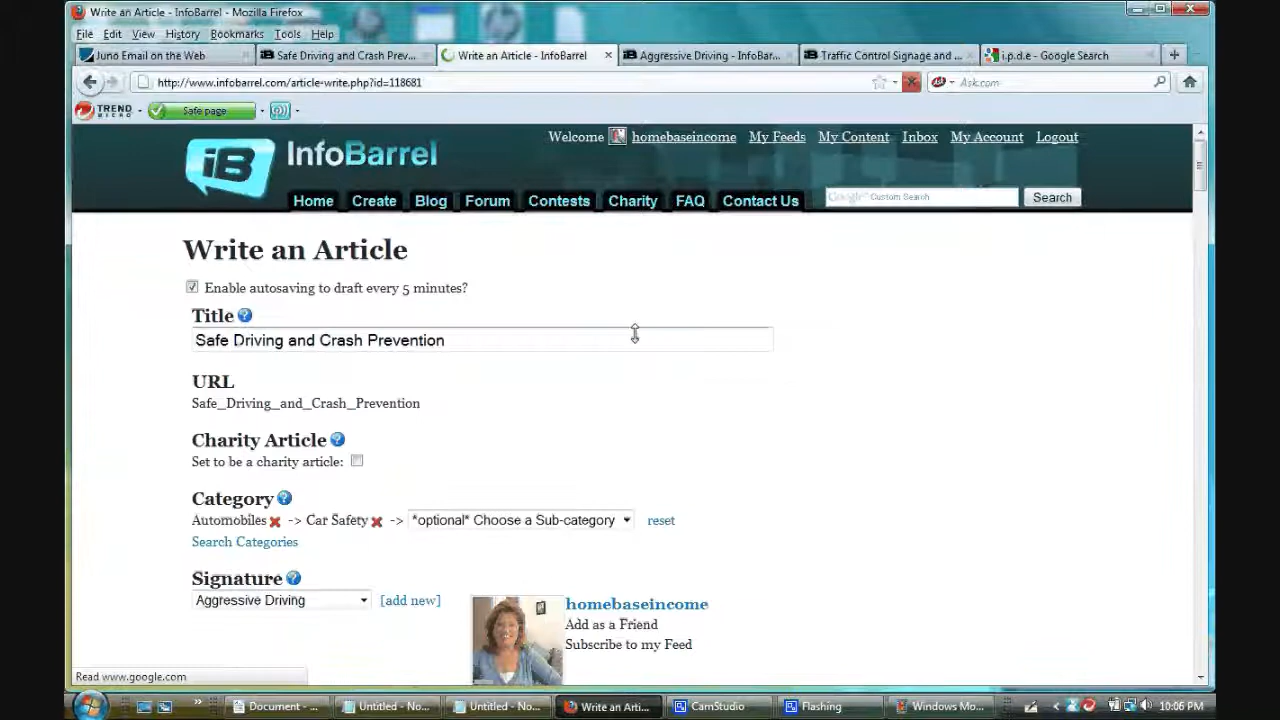 Write an Article - InfoBarrel - Mozilla Firefox
File Edit View History Bookmarks Tools Help
Juno Email on the Web
Safe Driving and Crash Prev...
Write an Article - InfoBarrel
Aggressive Driving - InfoBar...
Traffic Control Signage and ...
i.p.d.e - Google Search
http://www.infobarrel.com/article-write.php?id=118681
Ask.com
TREND MICRO
Safe page
Welcome homebaseincome My Feeds My Content Inbox My Account Logout
iB InfoBarrel
Home Create Blog Forum Contests Charity FAQ Contact Us
Google Custom Search
Search
Write an Article
Enable autosaving to draft every 5 minutes?
Title
Safe Driving and Crash Prevention
URL
Safe_Driving_and_Crash_Prevention
Charity Article
Set to be a charity article:
Category
Automobiles -> Car Safety -> *optional* Choose a Sub-category reset
Search Categories
Signature
Aggressive Driving [add new]
homebaseincome
Add as a Friend
Subscribe to my Feed
Read www.google.com
Document - ...
Untitled - No...
Untitled - No...
Write an Arti...
CamStudio
Flashing
Windows Mo...
10:06 PM